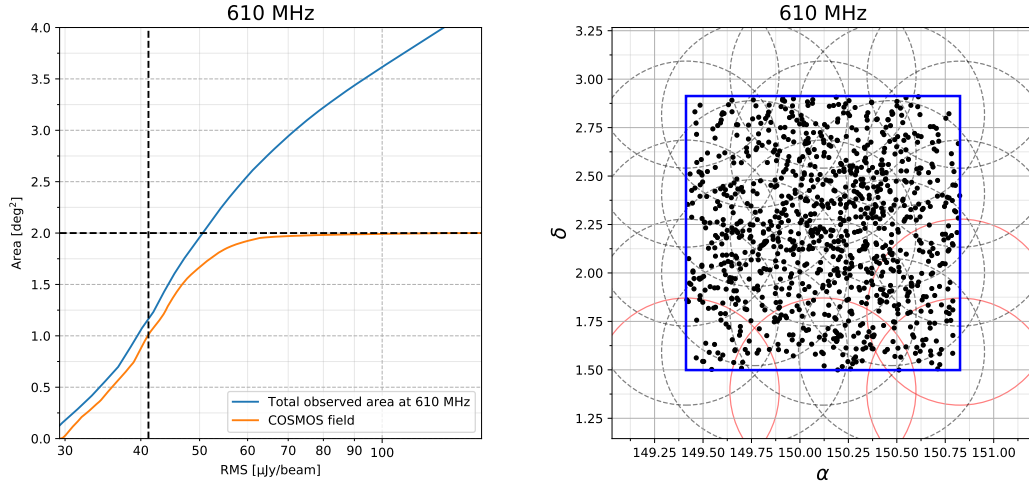 610 MHz
4.0
3.5
3.0
2.5
2.0
1.5
1.0
0.5
0.0
Area [deg²]
30 40 50 60 70 80 90 100
RMS [μJy/beam]
Total observed area at 610 MHz
COSMOS field
610 MHz
3.25
3.00
2.75
2.50
2.25
2.00
1.75
1.50
1.25
δ
149.25 149.50 149.75 150.00 150.25 150.50 150.75 151.00
α